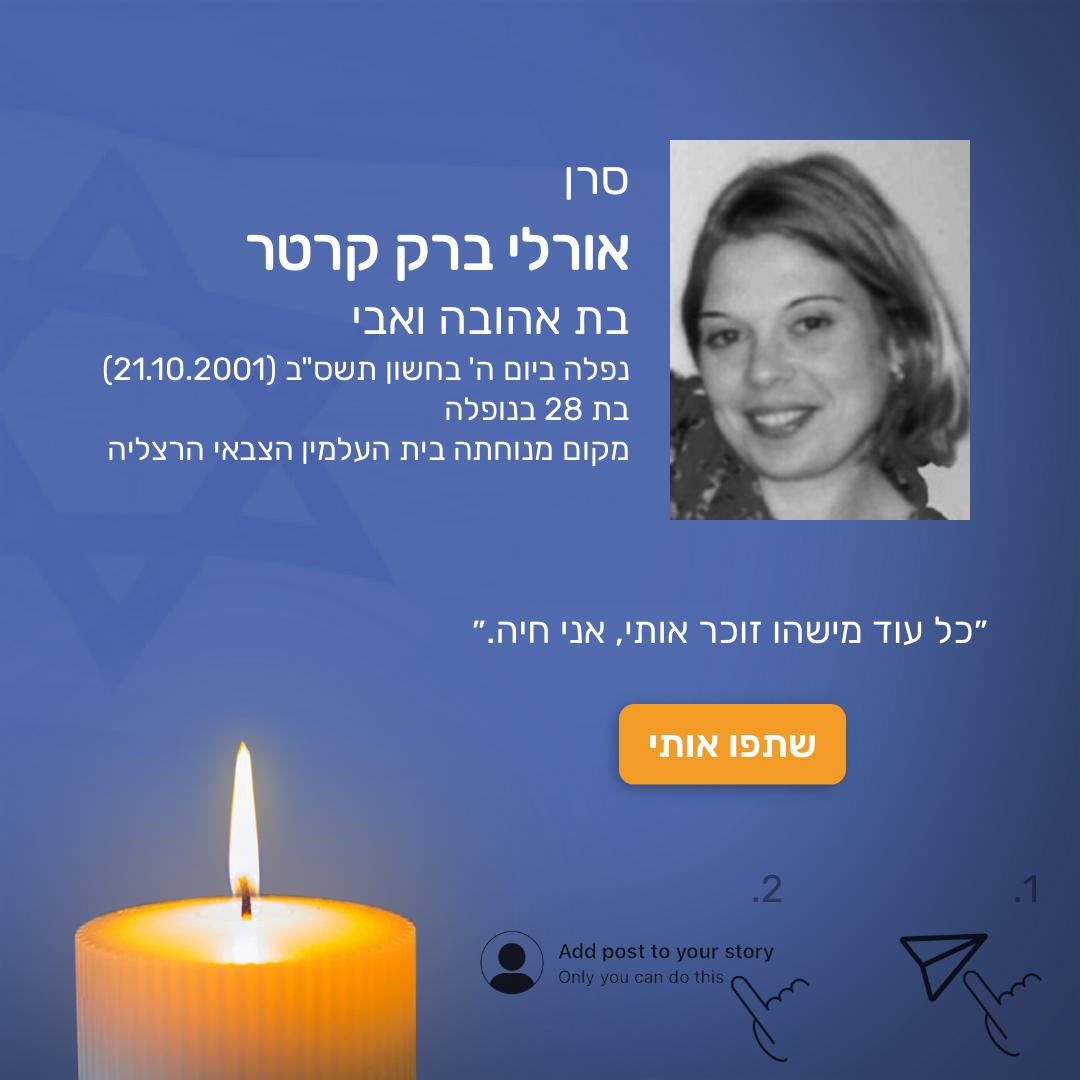 סרן
אורלי ברק קרטר
בת אהובה ואבי
נפלה ביום ה' בחשון תשס"ב (21.10.2001)
בת 28 בנופלה
מקום מנוחתה בית העלמין הצבאי הרצליה
״כל עוד מישהו זוכר אותי, אני חיה.״
שתפו אותי
1.
2.
Add post to your story
Only you can do this